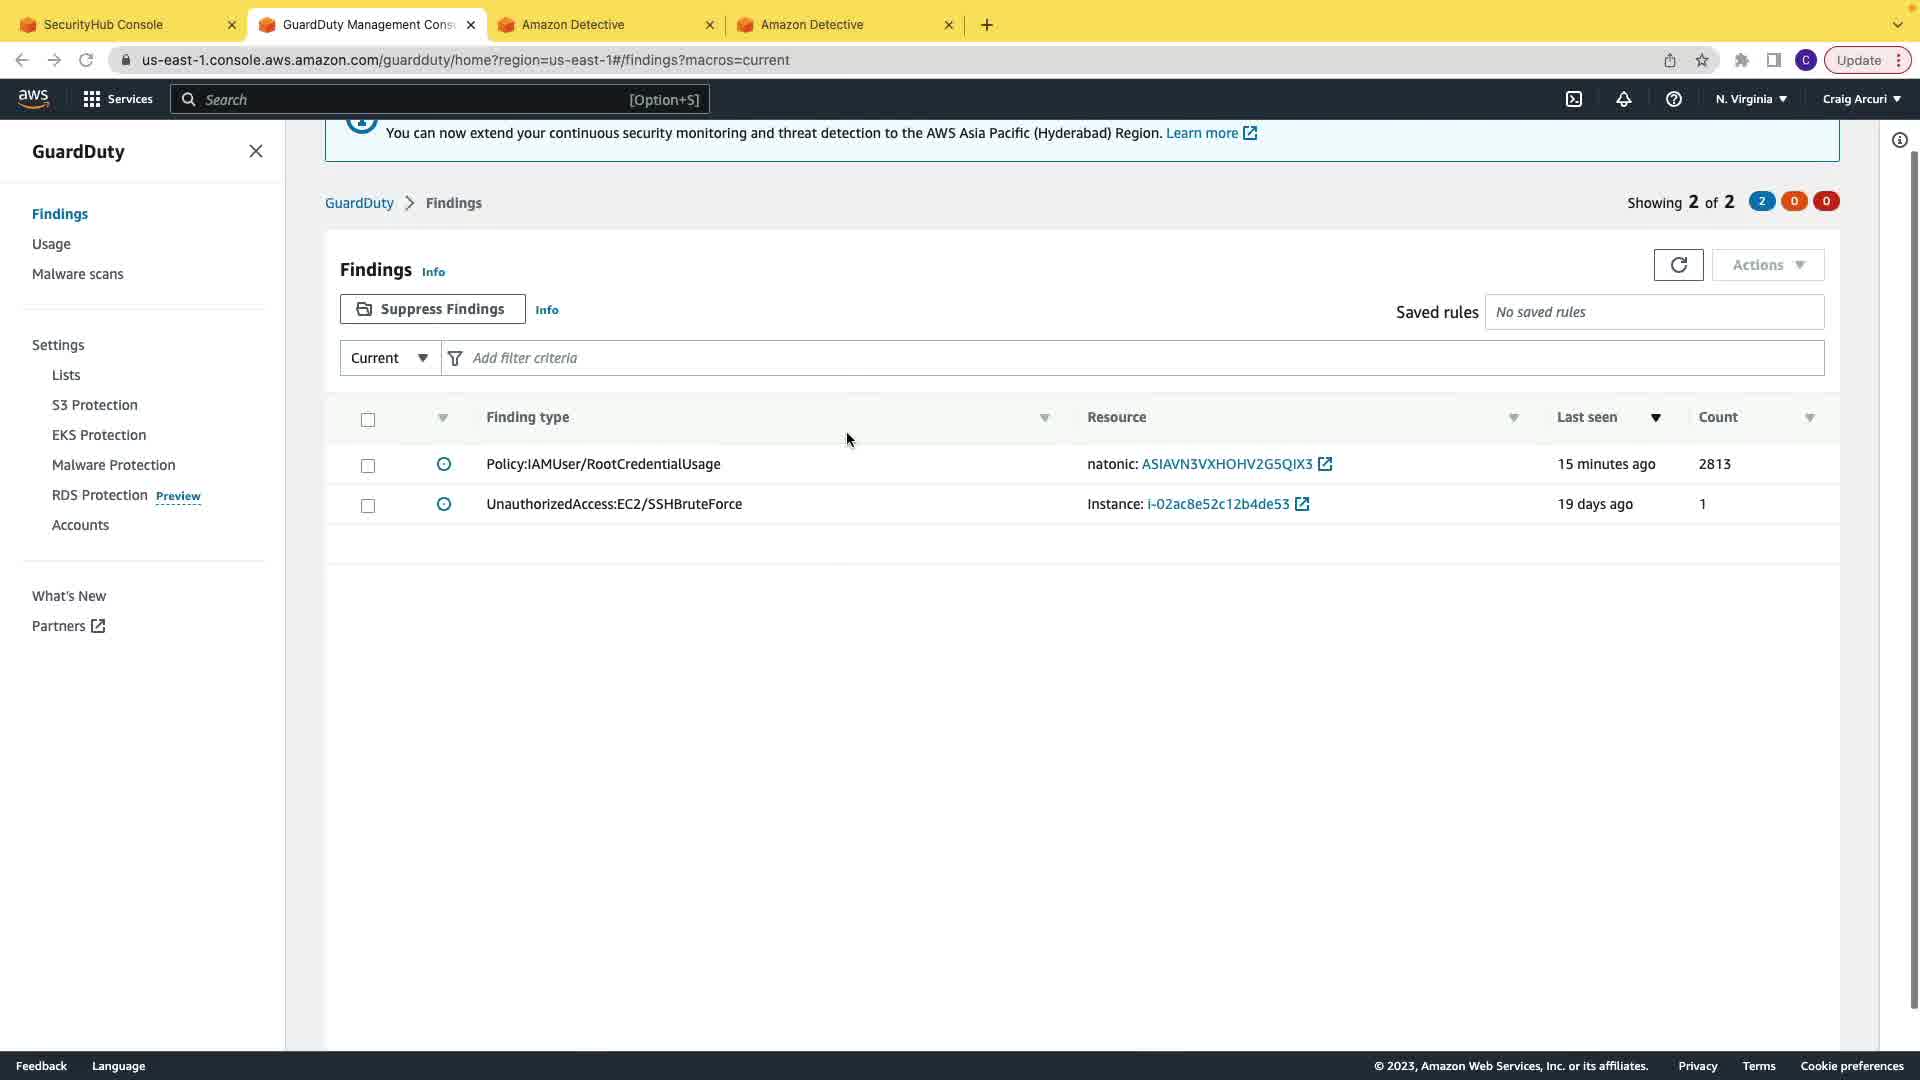 SecurityHub Console
GuardDuty Management Cons
Amazon Detective
Amazon Detective
us-east-1.console.aws.amazon.com/guardduty/home?region=us-east-1#/findings?macros=current
C
Update
aws
Services
Search
[Option+S]
N. Virginia
Craig Arcuri
GuardDuty
Findings
Usage
Malware scans
Settings
Lists
S3 Protection
EKS Protection
Malware Protection
RDS Protection Preview
Accounts
What's New
Partners
You can now extend your continuous security monitoring and threat detection to the AWS Asia Pacific (Hyderabad) Region. Learn more
GuardDuty > Findings
Showing 2 of 2 2 0 0
Findings Info
Actions
Suppress Findings Info
Saved rules No saved rules
Current Add filter criteria
Finding type Resource Last seen Count
Policy:IAMUser/RootCredentialUsage natonic: ASIAVN3VXHOHV2G5QIX3 15 minutes ago 2813
UnauthorizedAccess:EC2/SSHBruteForce Instance: i-02ac8e52c12b4de53 19 days ago 1
Feedback Language © 2023, Amazon Web Services, Inc. or its affiliates. Privacy Terms Cookie preferences